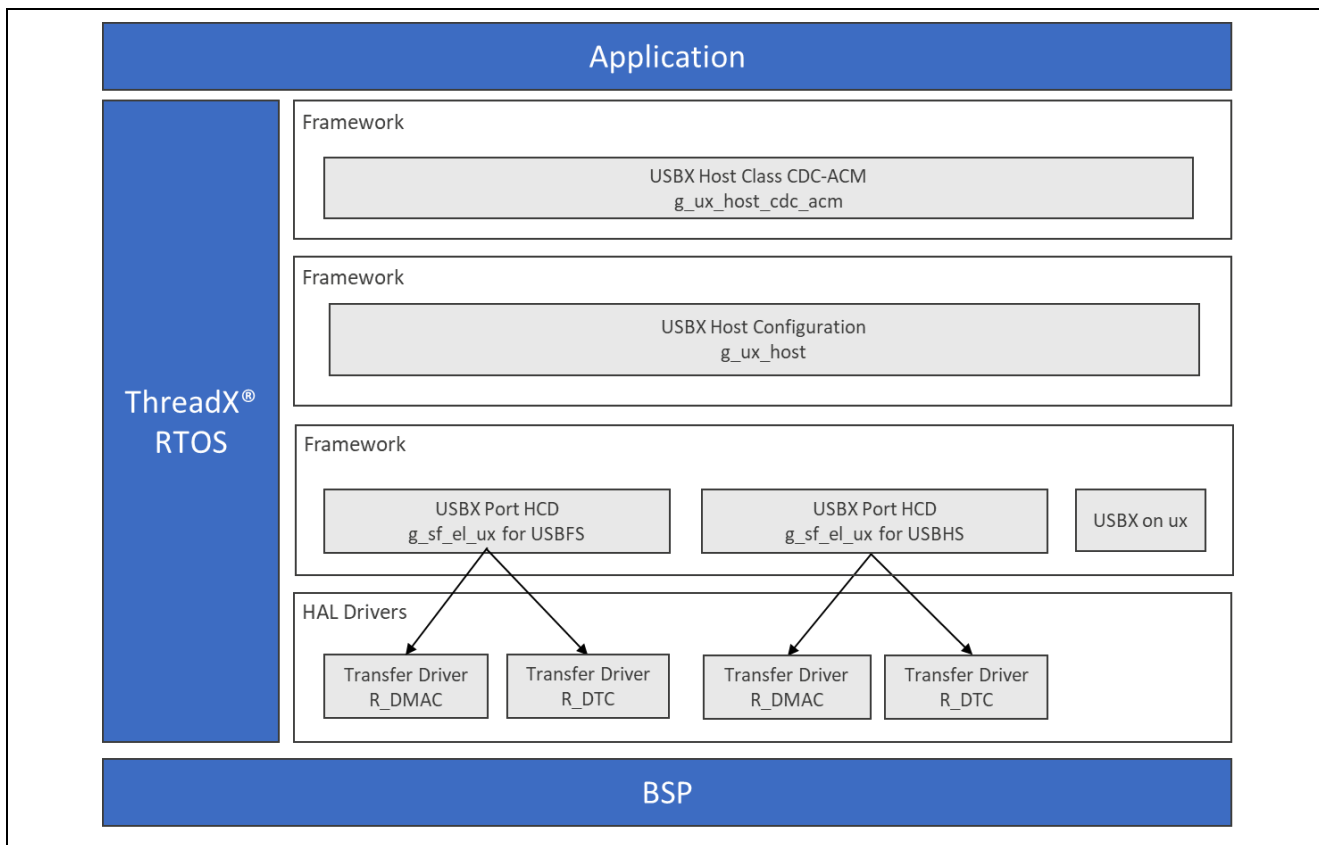 Application
ThreadX®
RTOS
Framework
USBX Host Class CDC-ACM
g_ux_host_cdc_acm
Framework
USBX Host Configuration
g_ux_host
Framework
USBX Port HCD
g_sf_el_ux for USBFS
USBX Port HCD
g_sf_el_ux for USBHS
USBX on ux
HAL Drivers
Transfer Driver
R_DMAC
Transfer Driver
R_DTC
Transfer Driver
R_DMAC
Transfer Driver
R_DTC
BSP